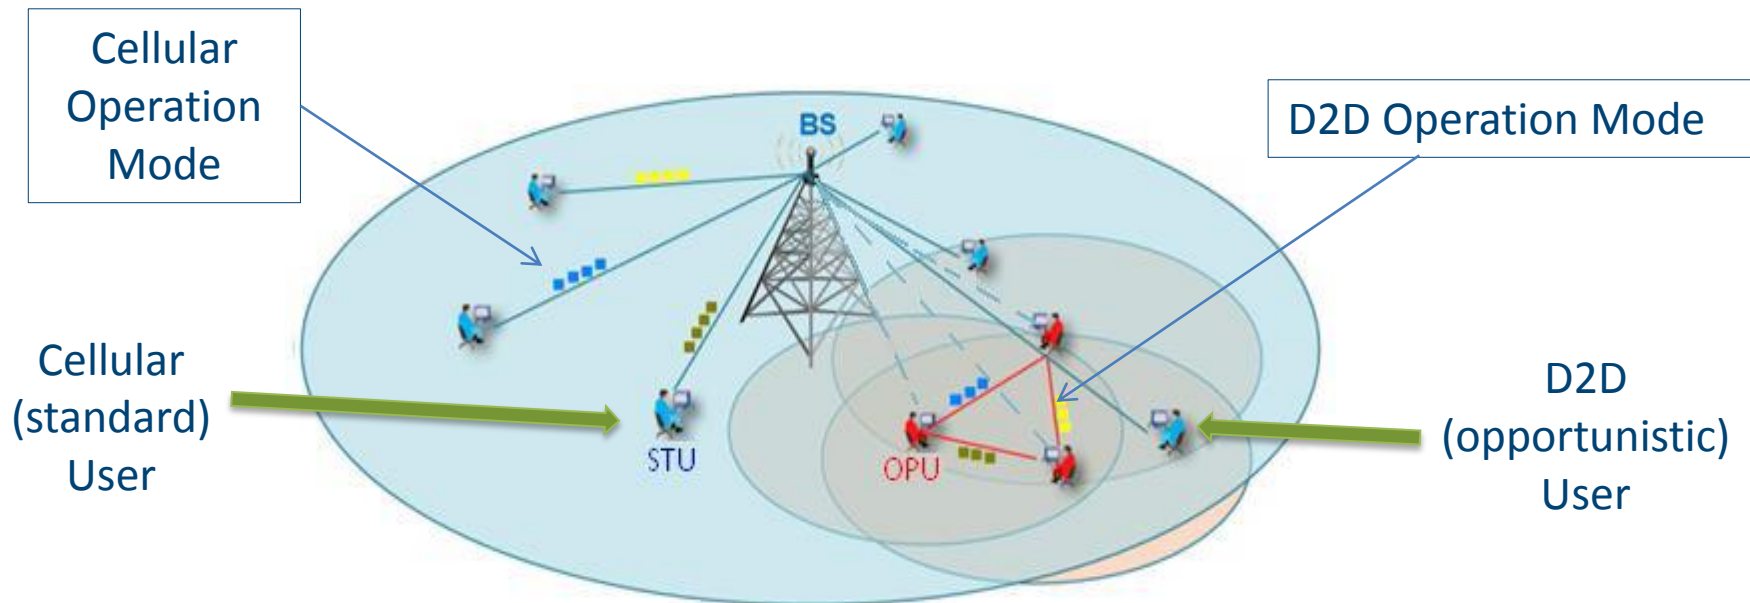 Cellular
Operation
Mode
BS
D2D Operation Mode
Cellular
(standard)
User
STU
OPU
D2D
(opportunistic)
User